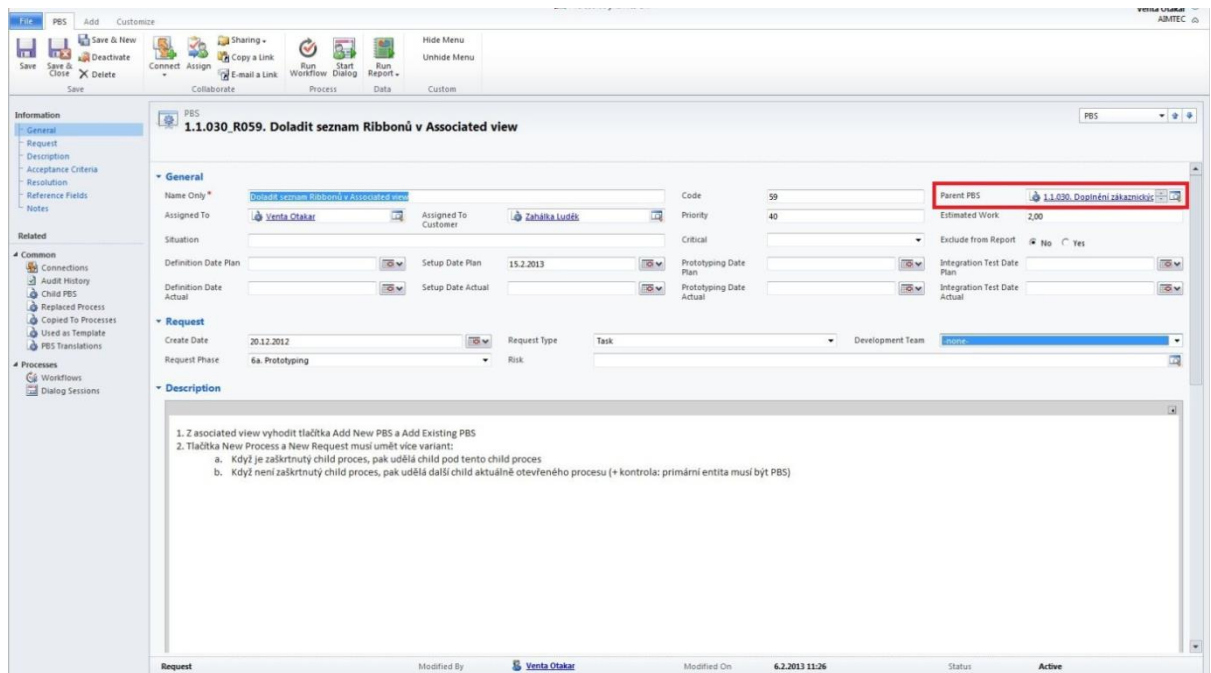 Venta Otakar
AIMTEC
File PBS Add Customize
Save
Save & Close
Save & New
Deactivate
Delete
Save
Connect
Assign
Sharing
Copy a Link
E-mail a Link
Collaborate
Run Workflow
Start Dialog
Process
Run Report
Data
Hide Menu
Unhide Menu
Custom
Information
General
Request
Description
Acceptance Criteria
Resolution
Reference Fields
Notes
Related
Common
Connections
Audit History
Child PBS
Replaced Process
Copied To Processes
Used as Template
PBS Translations
Processes
Workflows
Dialog Sessions
PBS
1.1.030_R059. Doladit seznam Ribbonů v Associated view
PBS
General
Name Only* Doladit seznam Ribbonů v Associated view Code 59 Parent PBS 1.1.030. Doplnění zákaznickýc
Assigned To Venta Otakar Assigned To Customer Zahálka Luděk Priority 40 Estimated Work 2,00
Situation Critical Exclude from Report No Yes
Definition Date Plan Setup Date Plan 15.2.2013 Prototyping Date Plan Integration Test Date Plan
Definition Date Actual Setup Date Actual Prototyping Date Actual Integration Test Date Actual
Request
Create Date 20.12.2012 Request Type Task Development Team -none-
Request Phase 6a. Prototyping Risk
Description
1. Z asociated view vyhodit tlačítka Add New PBS a Add Existing PBS
2. Tlačítka New Process a New Request musí umět více variant:
a. Když je zaškrtnutý child proces, pak udělá child pod tento child proces
b. Když není zaškrtnutý child proces, pak udělá další child aktuálně otevřeného procesu (+ kontrola: primární entita musí být PBS)
Request Modified By Venta Otakar Modified On 6.2.2013 11:26 Status Active